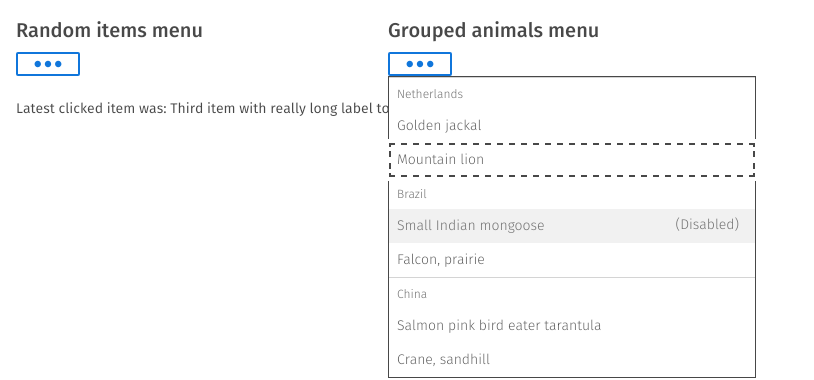 Random items menu
Grouped animals menu
Latest clicked item was: Third item with really long label to
Netherlands
Golden jackal
Mountain lion
Brazil
Small Indian mongoose (Disabled)
Falcon, prairie
China
Salmon pink bird eater tarantula
Crane, sandhill